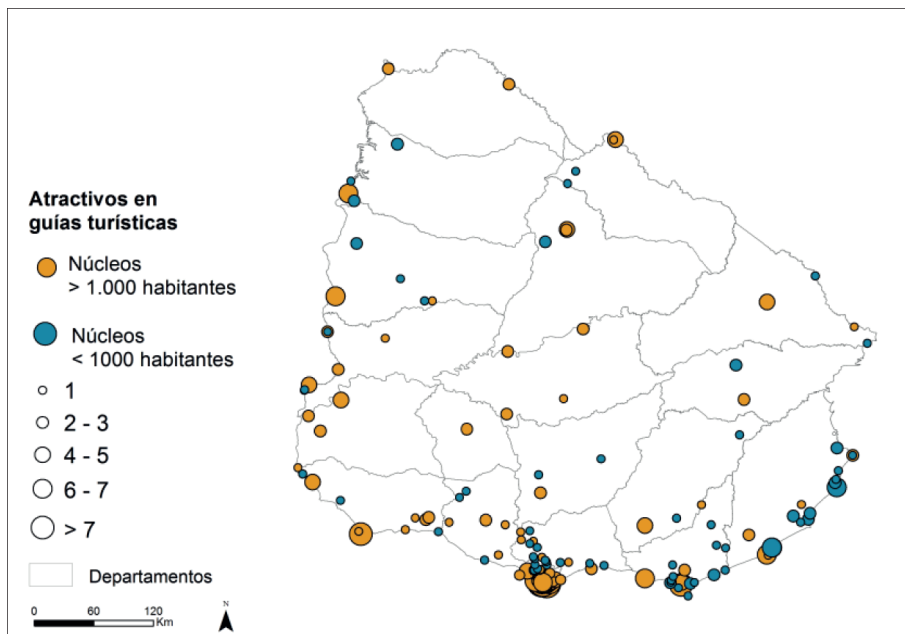 Atractivos en
guías turísticas
Núcleos
> 1.000 habitantes
Núcleos
< 1000 habitantes
1
2 - 3
4 - 5
6 - 7
> 7
Departamentos
0 60 120
Km
N